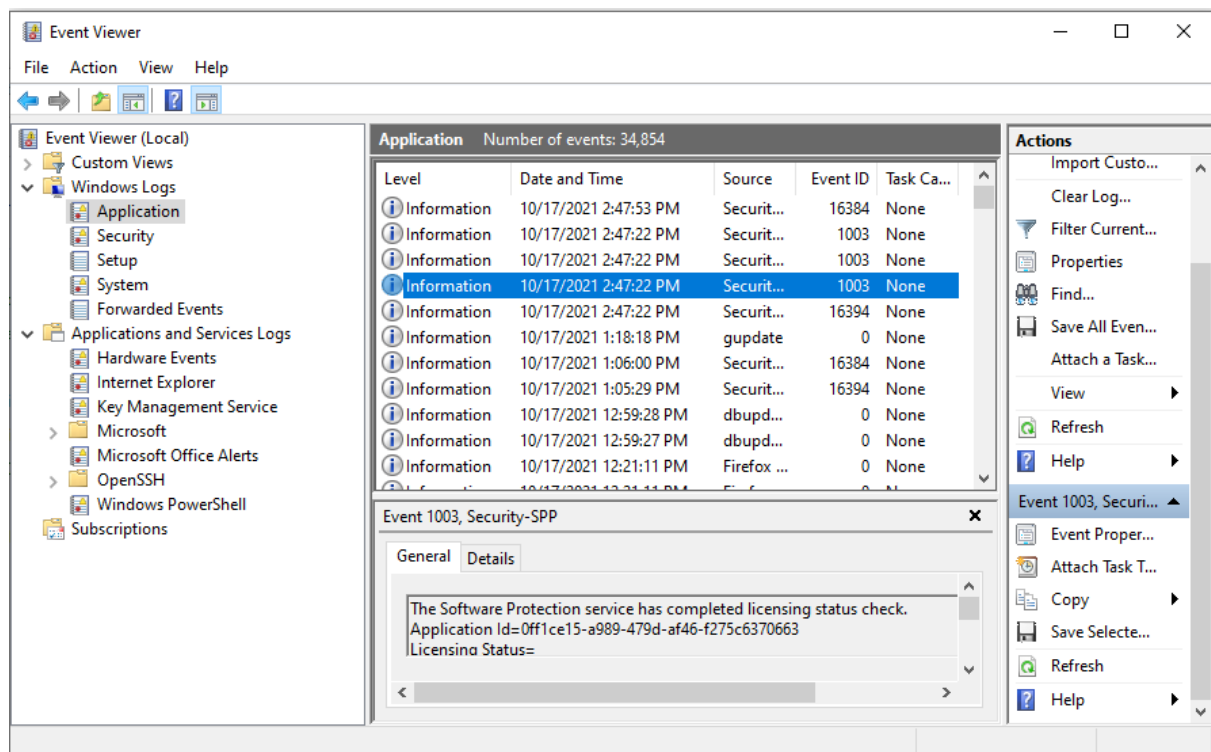 Event Viewer
File Action View Help
Event Viewer (Local)
Custom Views
Windows Logs
Application
Security
Setup
System
Forwarded Events
Applications and Services Logs
Hardware Events
Internet Explorer
Key Management Service
Microsoft
Microsoft Office Alerts
OpenSSH
Windows PowerShell
Subscriptions
Application Number of events: 34,854
Level Date and Time Source Event ID Task Ca...
Information 10/17/2021 2:47:53 PM Securit... 16384 None
Information 10/17/2021 2:47:22 PM Securit... 1003 None
Information 10/17/2021 2:47:22 PM Securit... 1003 None
Information 10/17/2021 2:47:22 PM Securit... 1003 None
Information 10/17/2021 2:47:22 PM Securit... 16394 None
Information 10/17/2021 1:18:18 PM gupdate 0 None
Information 10/17/2021 1:06:00 PM Securit... 16384 None
Information 10/17/2021 1:05:29 PM Securit... 16394 None
Information 10/17/2021 12:59:28 PM dbupd... 0 None
Information 10/17/2021 12:59:27 PM dbupd... 0 None
Information 10/17/2021 12:21:11 PM Firefox ... 0 None
Event 1003, Security-SPP
General Details
The Software Protection service has completed licensing status check.
Application Id=0ff1ce15-a989-479d-af46-f275c6370663
Licensing Status=
Actions
Import Custo...
Clear Log...
Filter Current...
Properties
Find...
Save All Even...
Attach a Task...
View
Refresh
Help
Event 1003, Securi...
Event Proper...
Attach Task T...
Copy
Save Selecte...
Refresh
Help